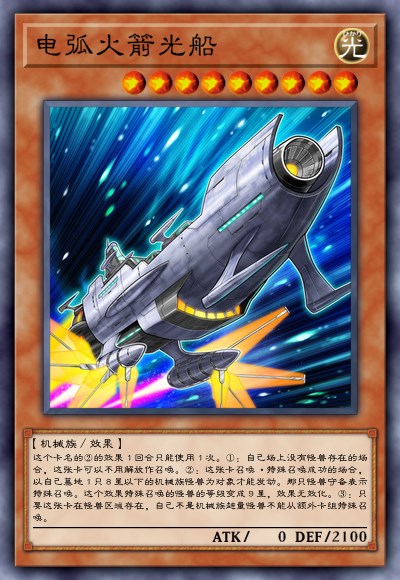 电弧火箭光船
ひかり
光
【机械族／效果】
这个卡名的②的效果1回合只能使用1次。①：自己场上没有怪兽存在的场
合，这张卡可以不用解放作召唤。②：这张卡召唤·特殊召唤成功的场合，
以自己墓地1只8星以下的机械族怪兽为对象才能发动。那只怪兽守备表示
特殊召唤。这个效果特殊召唤的怪兽的等级变成9星，效果无效化。③：只
要这张卡在怪兽区域存在，自己不是机械族超量怪兽不能从额外卡组特殊召
唤。
ATK/ 0 DEF/2100